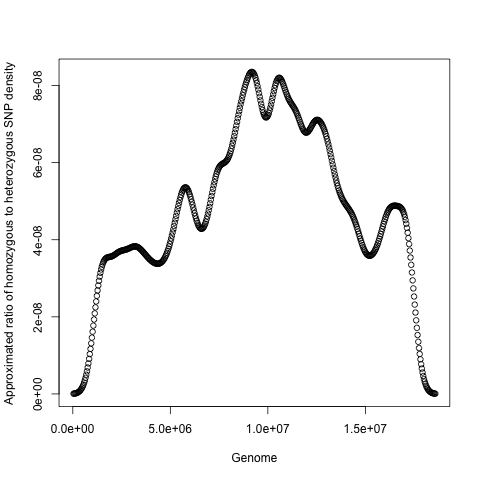 Approximated ratio of homozygous to heterozygous SNP density
8e-08
6e-08
4e-08
2e-08
0e+00
0.0e+00 5.0e+06 1.0e+07 1.5e+07
Genome